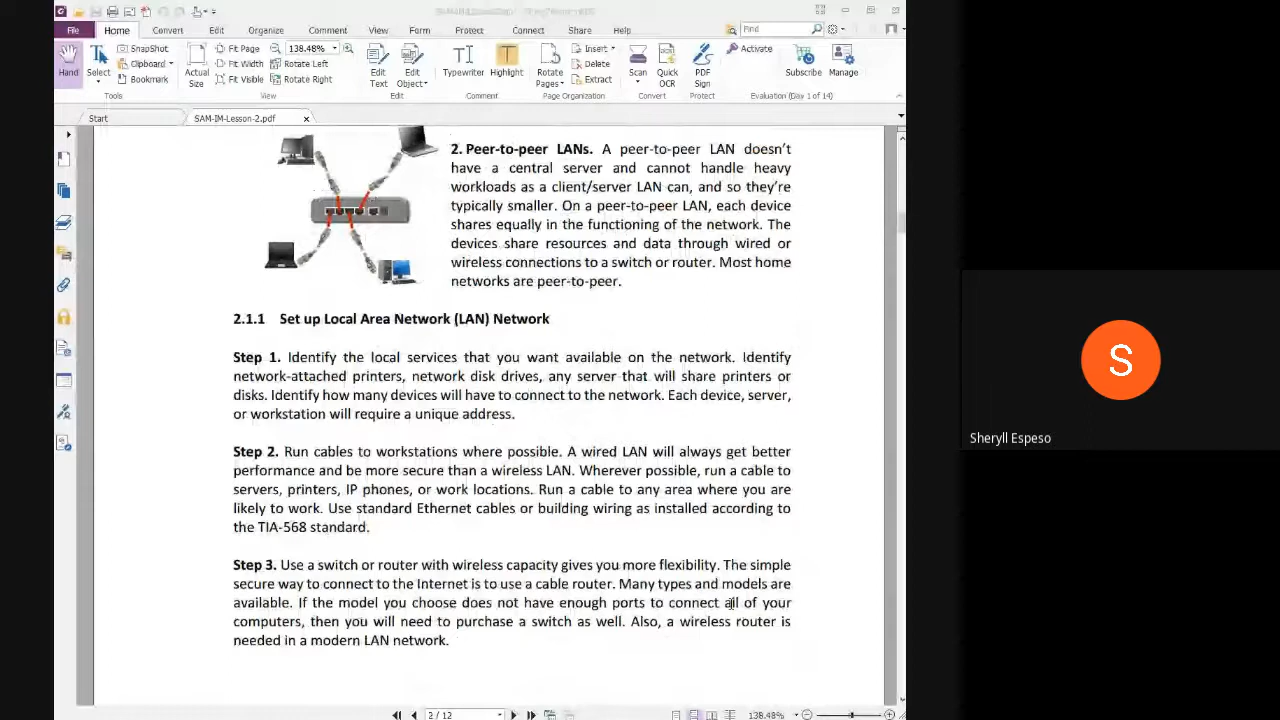 File Home Convert Edit Organize Comment View Form Protect Connect Share Help Find
SnapShot Fit Page 138.48% Insert Activate
Clipboard Fit Width Rotate Left Delete
Hand Select Bookmark Actual Size Fit Visible Rotate Right Edit Text Edit Object Typewriter Highlight Rotate Pages Extract Scan Quick OCR PDF Sign Subscribe Manage
Tools View Edit Comment Page Organization Convert Protect Evaluation (Day 1 of 14)
Start SAM-IM-Lesson-2.pdf
2. Peer-to-peer LANs. A peer-to-peer LAN doesn't
have a central server and cannot handle heavy
workloads as a client/server LAN can, and so they're
typically smaller. On a peer-to-peer LAN, each device
shares equally in the functioning of the network. The
devices share resources and data through wired or
wireless connections to a switch or router. Most home
networks are peer-to-peer.
2.1.1 Set up Local Area Network (LAN) Network
Step 1. Identify the local services that you want available on the network. Identify
network-attached printers, network disk drives, any server that will share printers or
disks. Identify how many devices will have to connect to the network. Each device, server,
or workstation will require a unique address.
Step 2. Run cables to workstations where possible. A wired LAN will always get better
performance and be more secure than a wireless LAN. Wherever possible, run a cable to
servers, printers, IP phones, or work locations. Run a cable to any area where you are
likely to work. Use standard Ethernet cables or building wiring as installed according to
the TIA-568 standard.
Step 3. Use a switch or router with wireless capacity gives you more flexibility. The simple
secure way to connect to the Internet is to use a cable router. Many types and models are
available. If the model you choose does not have enough ports to connect all of your
computers, then you will need to purchase a switch as well. Also, a wireless router is
needed in a modern LAN network.
2 / 12 138.48%
S
Sheryll Espeso